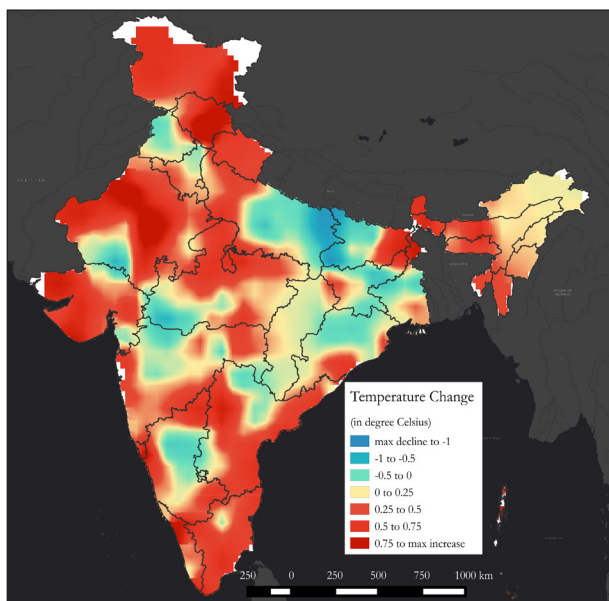 Temperature Change
(in degree Celsius)
max decline to -1
-1 to -0.5
-0.5 to 0
0 to 0.25
0.25 to 0.5
0.5 to 0.75
0.75 to max increase
250 0 250 500 750 1000 km